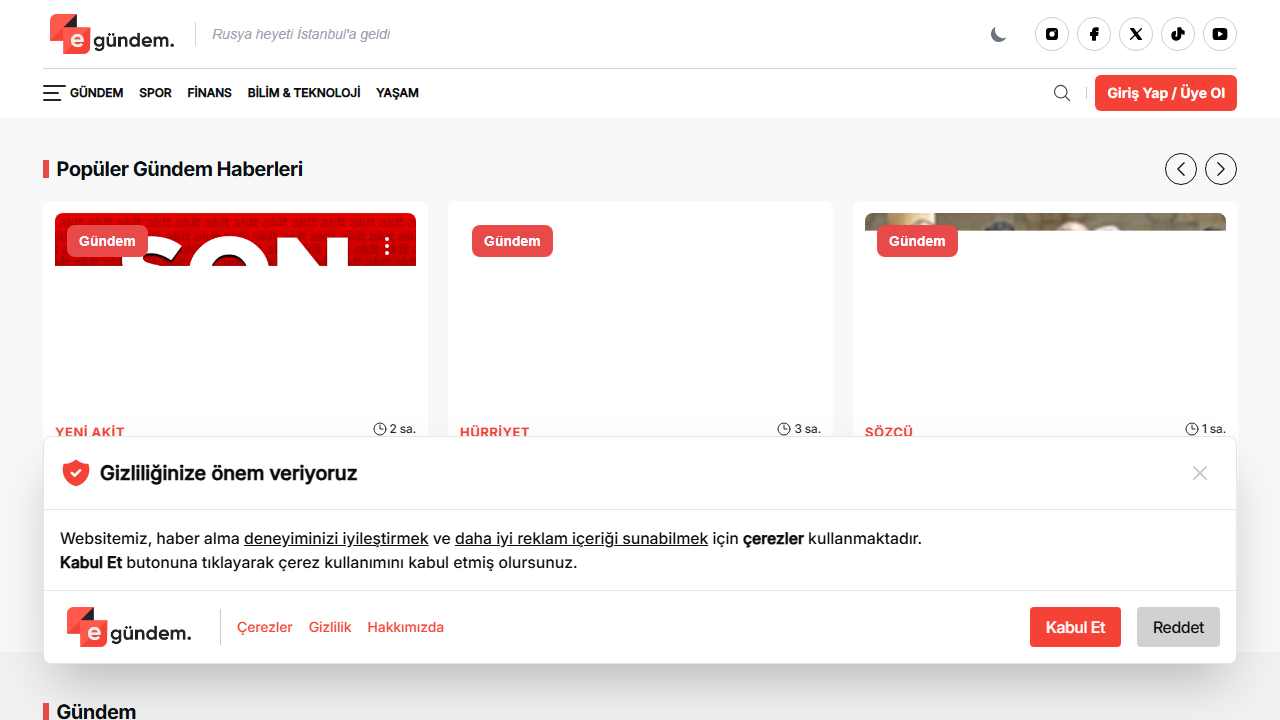 e gündem.
Rusya heyeti İstanbul'a geldi
GÜNDEM SPOR FİNANS BİLİM & TEKNOLOJİ YAŞAM
Giriş Yap / Üye Ol
Popüler Gündem Haberleri
Gündem
SON
YENİ AKİT
2 sa.
Gündem
HÜRRİYET
3 sa.
Gündem
SÖZCÜ
1 sa.
Gizliliğinize önem veriyoruz
Websitemiz, haber alma deneyiminizi iyileştirmek ve daha iyi reklam içeriği sunabilmek için çerezler kullanmaktadır.
Kabul Et butonuna tıklayarak çerez kullanımını kabul etmiş olursunuz.
e gündem.
Çerezler Gizlilik Hakkımızda
Kabul Et
Reddet
Gündem